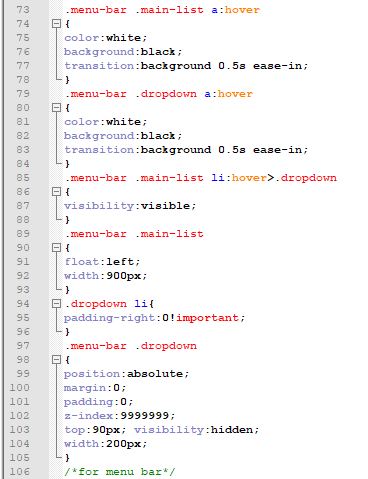 73 .menu-bar .main-list a:hover
74 {
75 color:white;
76 background:black;
77 transition:background 0.5s ease-in;
78 }
79 .menu-bar .dropdown a:hover
80 {
81 color:white;
82 background:black;
83 transition:background 0.5s ease-in;
84 }
85 .menu-bar .main-list li:hover>.dropdown
86 {
87 visibility:visible;
88 }
89 .menu-bar .main-list
90 {
91 float:left;
92 width:900px;
93 }
94 .dropdown li{
95 padding-right:0!important;
96 }
97 .menu-bar .dropdown
98 {
99 position:absolute;
100 margin:0;
101 padding:0;
102 z-index:9999999;
103 top:90px; visibility:hidden;
104 width:200px;
105 }
106 /*for menu bar*/